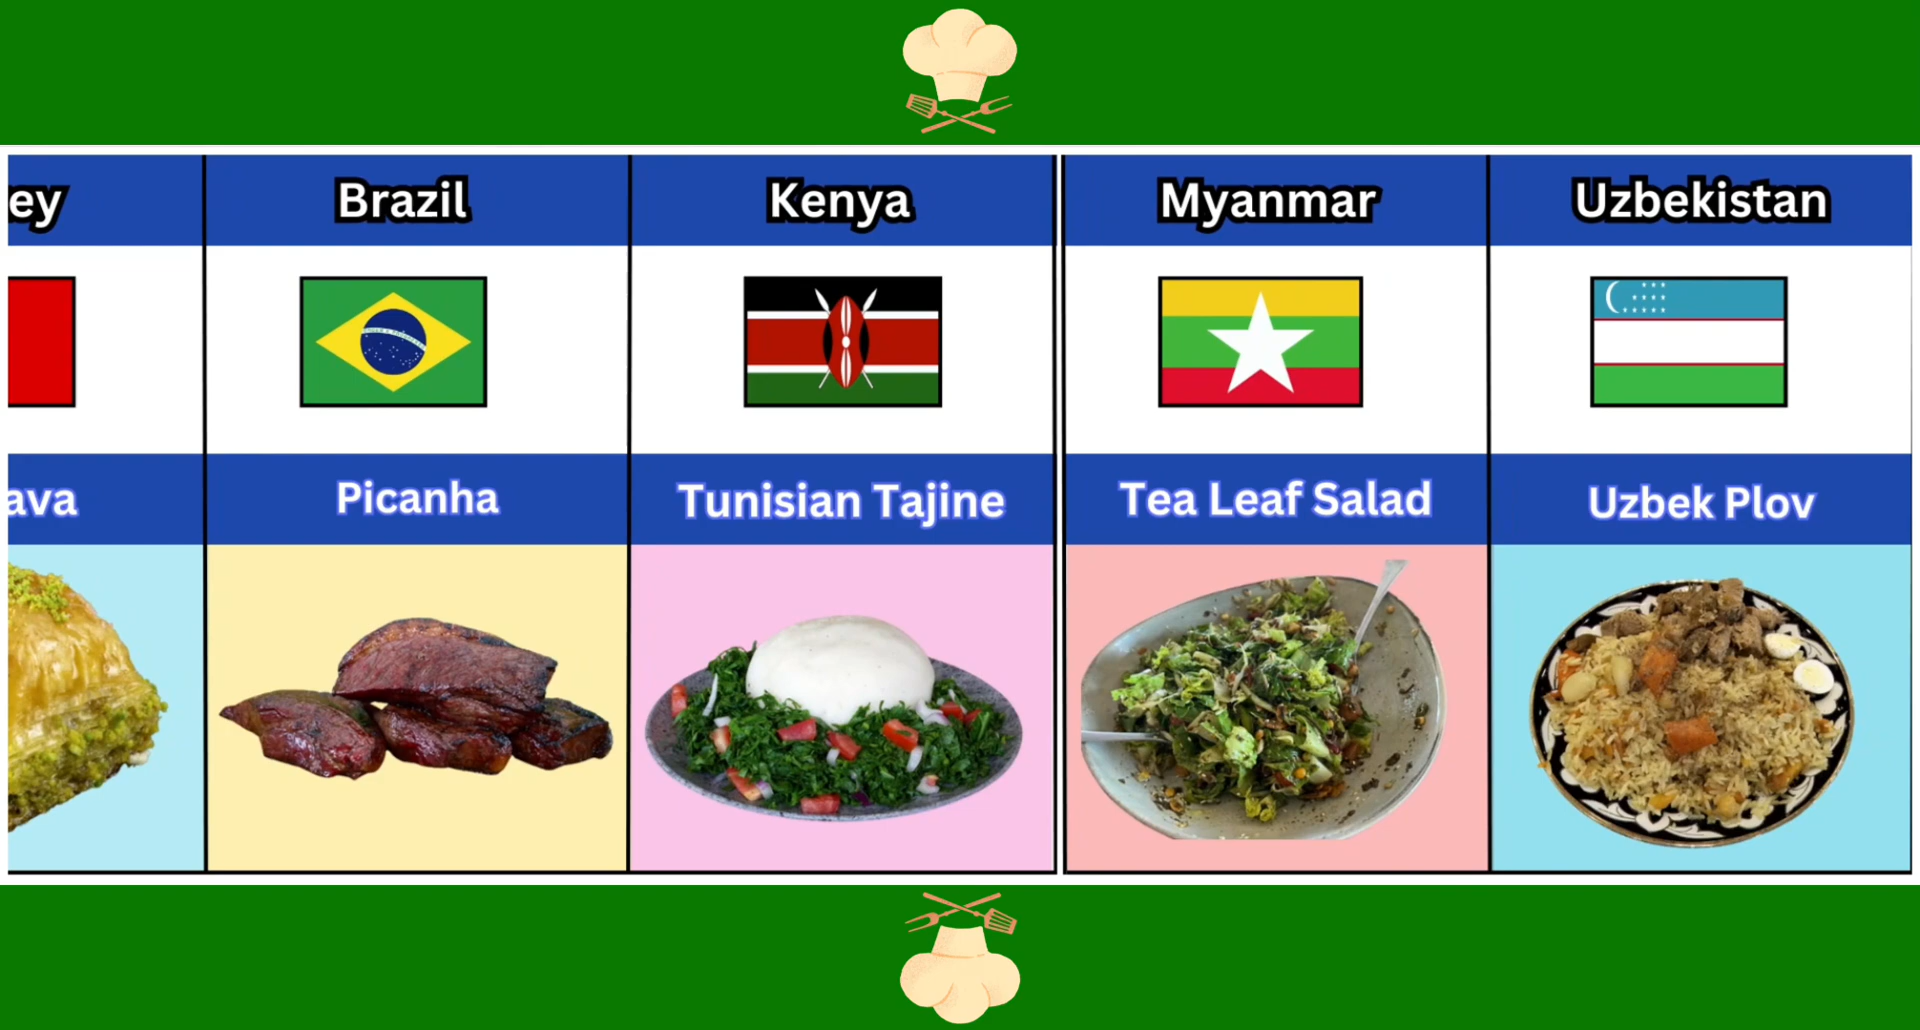 ey
Brazil
Kenya
Myanmar
Uzbekistan
ava
Picanha
Tunisian Tajine
Tea Leaf Salad
Uzbek Plov